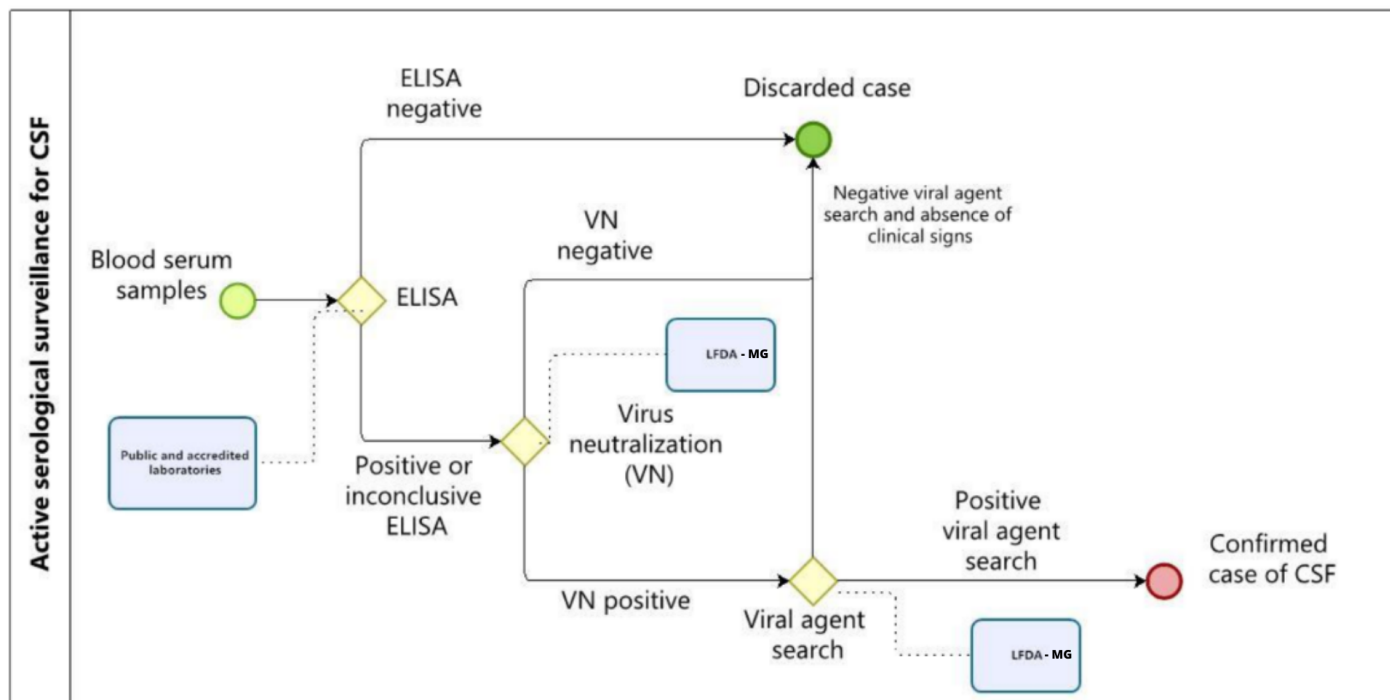 Active serological surveillance for CSF
ELISA
negative
Discarded case
Negative viral agent
search and absence of
clinical signs
VN
negative
Blood serum
samples
ELISA
LFDA - MG
Public and accredited
laboratories
Virus
neutralization
(VN)
Positive or
inconclusive
ELISA
Positive
viral agent
search
Confirmed
case of CSF
VN positive
Viral agent
search
LFDA - MG